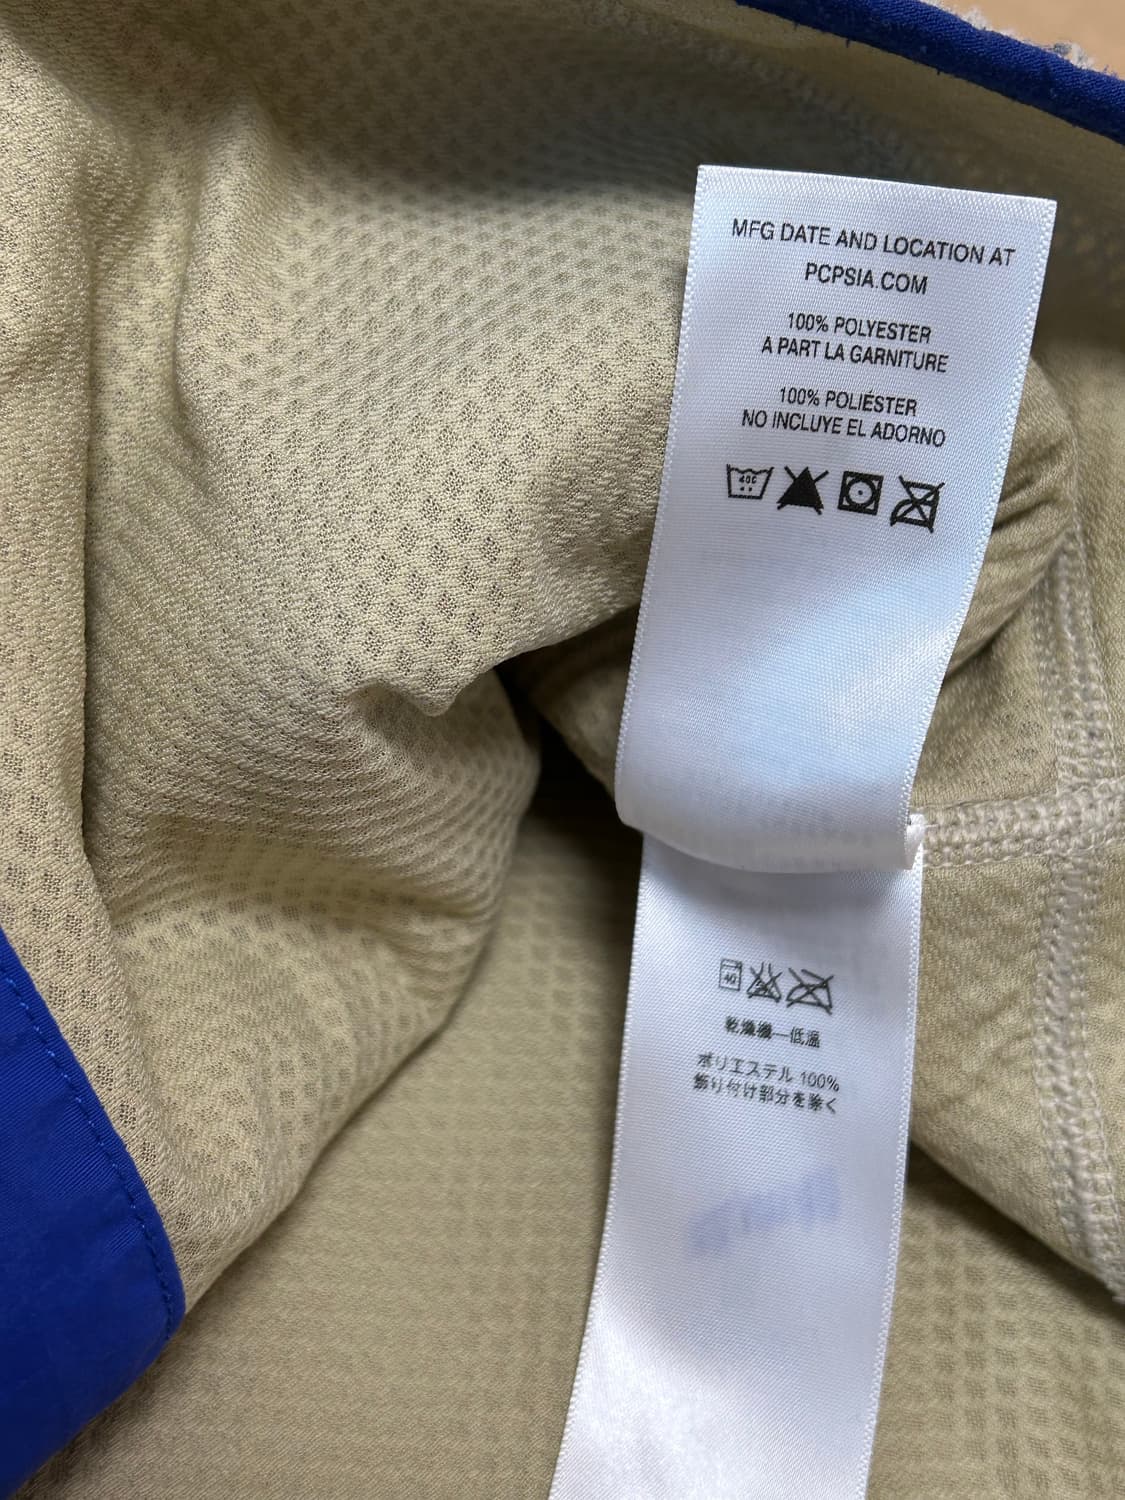 MFG DATE AND LOCATION AT
PCPSIA.COM
100% POLYESTER
A PART LA GARNITURE
100% POLIÉSTER
NO INCLUYE EL ADORNO
40C
40
乾燥機—低温
ポリエステル 100%
飾り付け部分を除く